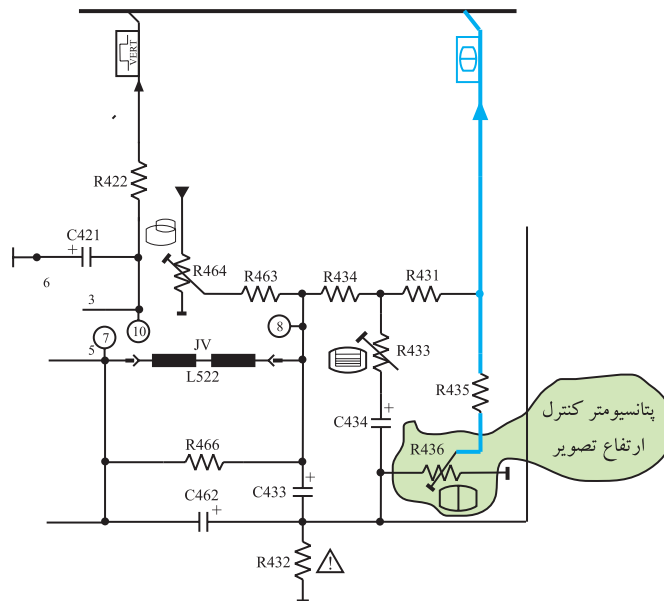 VERT
R422
C421
+
6
R464
R463
R434
R431
3
10
8
7
5
JV
L522
R433
R435
+
C434
پتانسیومتر کنترل
ارتفاع تصویر
R436
R466
+
C433
C462
+
R432
!